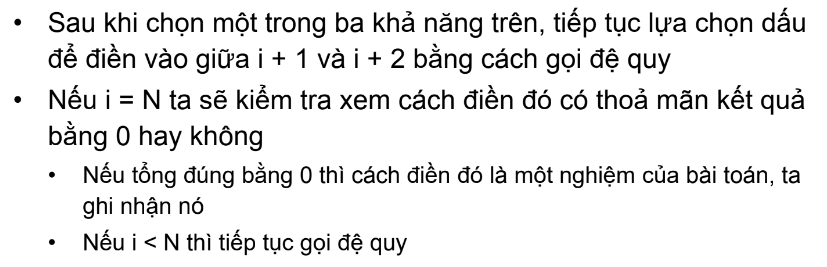 • Sau khi chọn một trong ba khả năng trên, tiếp tục lựa chọn dấu
để điền vào giữa i + 1 và i + 2 bằng cách gọi đệ quy
• Nếu i = N ta sẽ kiểm tra xem cách điền đó có thoả mãn kết quả
bằng 0 hay không
• Nếu tổng đúng bằng 0 thì cách điền đó là một nghiệm của bài toán, ta
ghi nhận nó
• Nếu i < N thì tiếp tục gọi đệ quy